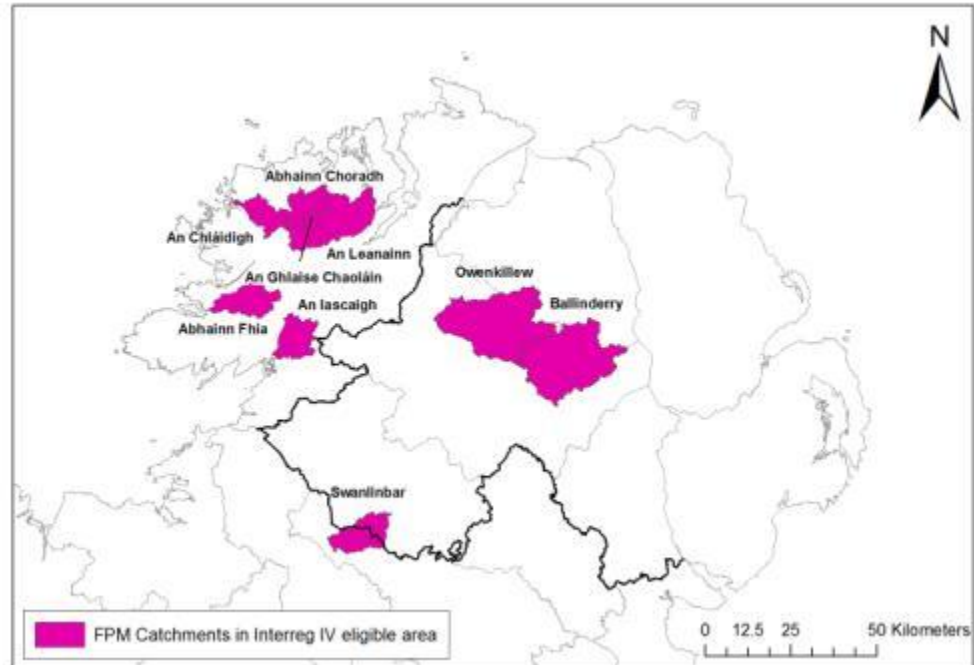 N
Abhainn Choradh
An Chláidigh
An Leanainn
An Ghlaise Chaoláin
An Iascaigh
Abhainn Fhia
Owenkillew
Ballinderry
Swanlinbar
FPM Catchments in Interreg IV eligible area
0 12.5 25 50 Kilometers